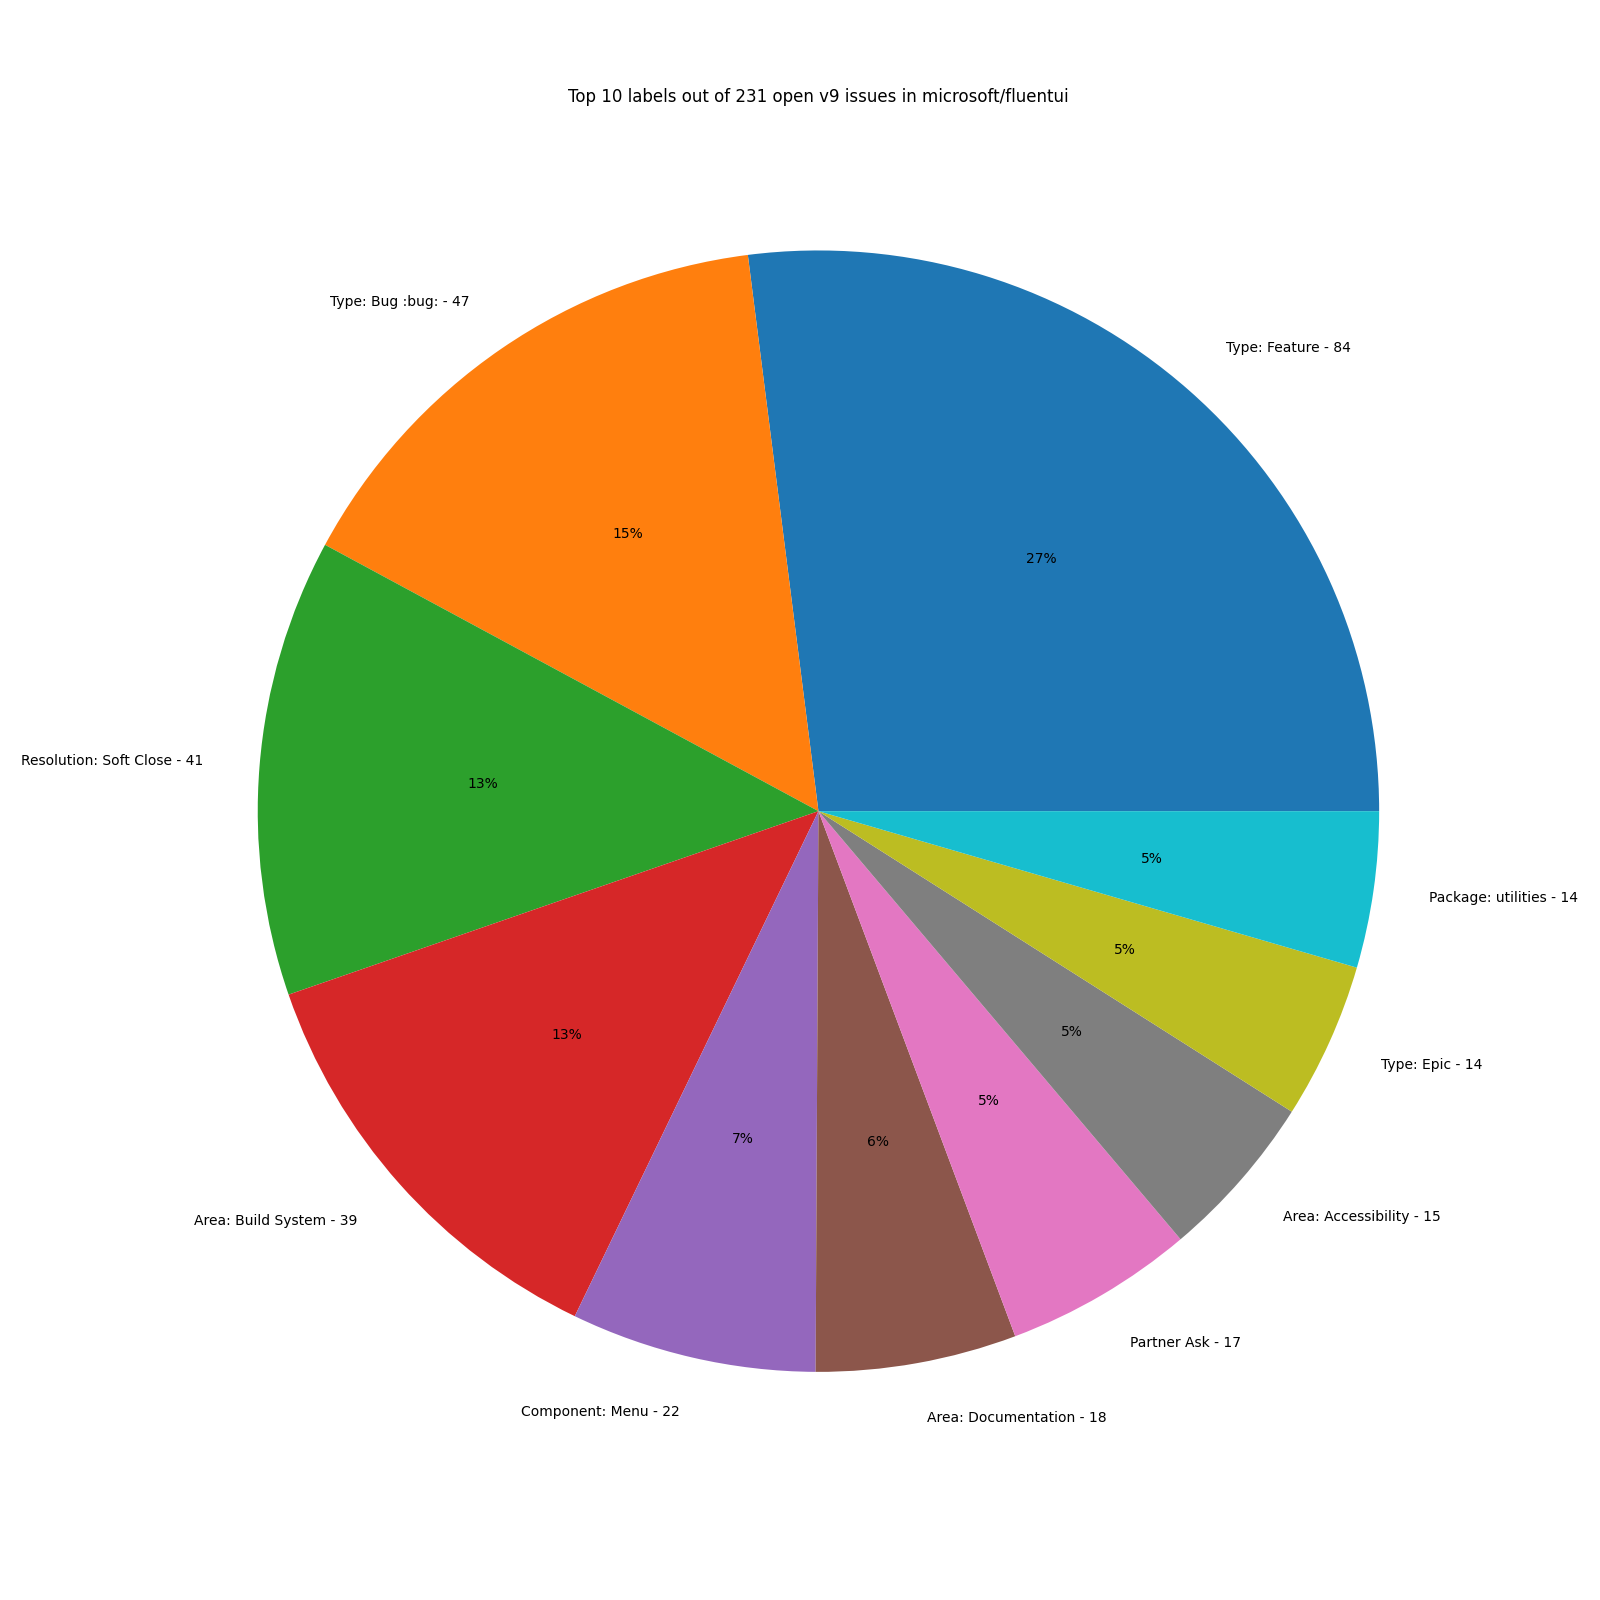 Top 10 labels out of 231 open v9 issues in microsoft/fluentui
Type: Bug :bug: - 47
Type: Feature - 84
15%
27%
Resolution: Soft Close - 41
13%
5%
Package: utilities - 14
5%
13%
5%
Type: Epic - 14
5%
7%
6%
Area: Build System - 39
Area: Accessibility - 15
Partner Ask - 17
Component: Menu - 22
Area: Documentation - 18